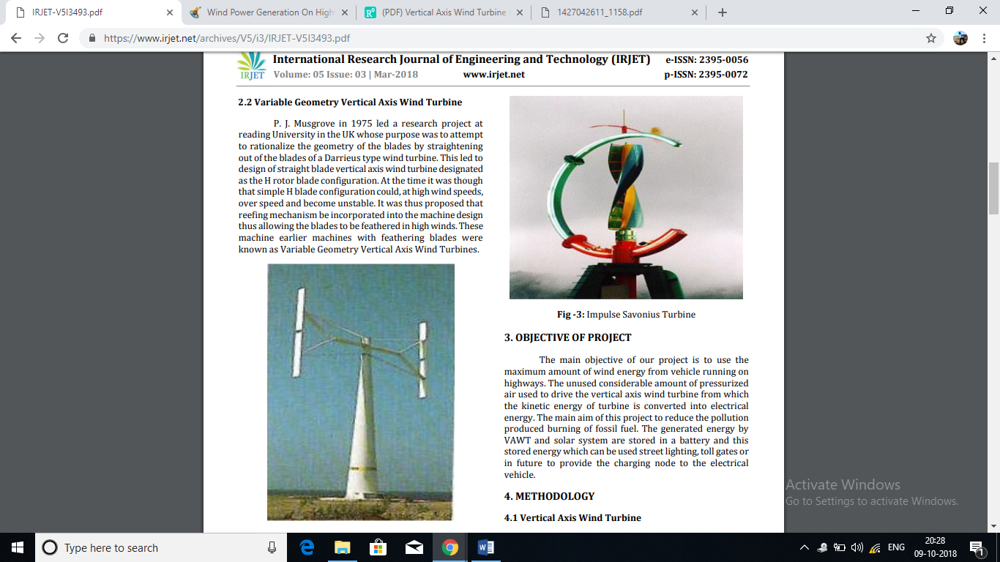 IRJET-V5I3493.pdf
Wind Power Generation On High
(PDF) Vertical Axis Wind Turbine
1427042611_1158.pdf
https://www.irjet.net/archives/V5/i3/IRJET-V5I3493.pdf
IRJET
International Research Journal of Engineering and Technology (IRJET) e-ISSN: 2395-0056
Volume: 05 Issue: 03 | Mar-2018 www.irjet.net p-ISSN: 2395-0072
2.2 Variable Geometry Vertical Axis Wind Turbine
P. J. Musgrove in 1975 led a research project at
reading University in the UK whose purpose was to attempt
to rationalize the geometry of the blades by straightening
out of the blades of a Darrieus type wind turbine. This led to
design of straight blade vertical axis wind turbine designated
as the H rotor blade configuration. At the time it was though
that simple H blade configuration could, at high wind speeds,
over speed and become unstable. It was thus proposed that
reefing mechanism be incorporated into the machine design
thus allowing the blades to be feathered in high winds. These
machine earlier machines with feathering blades were
known as Variable Geometry Vertical Axis Wind Turbines.
Fig -3: Impulse Savonius Turbine
3. OBJECTIVE OF PROJECT
The main objective of our project is to use the
maximum amount of wind energy from vehicle running on
highways. The unused considerable amount of pressurized
air used to drive the vertical axis wind turbine from which
the kinetic energy of turbine is converted into electrical
energy. The main aim of this project to reduce the pollution
produced burning of fossil fuel. The generated energy by
VAWT and solar system are stored in a battery and this
stored energy which can be used street lighting, toll gates or
in future to provide the charging node to the electrical
vehicle.
4. METHODOLOGY
4.1 Vertical Axis Wind Turbine
Activate Windows
Go to Settings to activate Windows.
Type here to search
ENG
20:28
09-10-2018
1